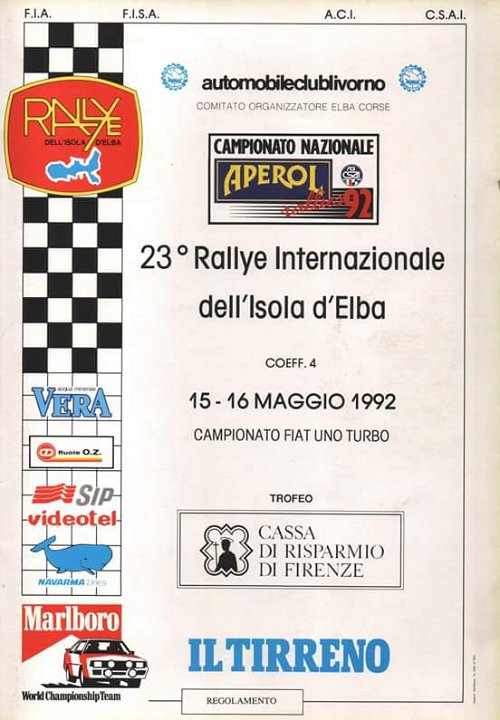 F.I.A. F.I.S.A. A.C.I. C.S.A.I.
automobileclublivorno
COMITATO ORGANIZZATORE ELBA CORSE
RALLYE
DELL'ISOLA D'ELBA
CAMPIONATO NAZIONALE
APEROL
rallies 92
23° Rallye Internazionale
dell'Isola d'Elba
COEFF. 4
15 - 16 MAGGIO 1992
CAMPIONATO FIAT UNO TURBO
acqua minerale
VERA
Ruote O.Z.
SIP
videotel
NAVARMA Lines
TROFEO
CASSA
DI RISPARMIO
DI FIRENZE
Marlboro
World Championship Team
IL TIRRENO
REGOLAMENTO